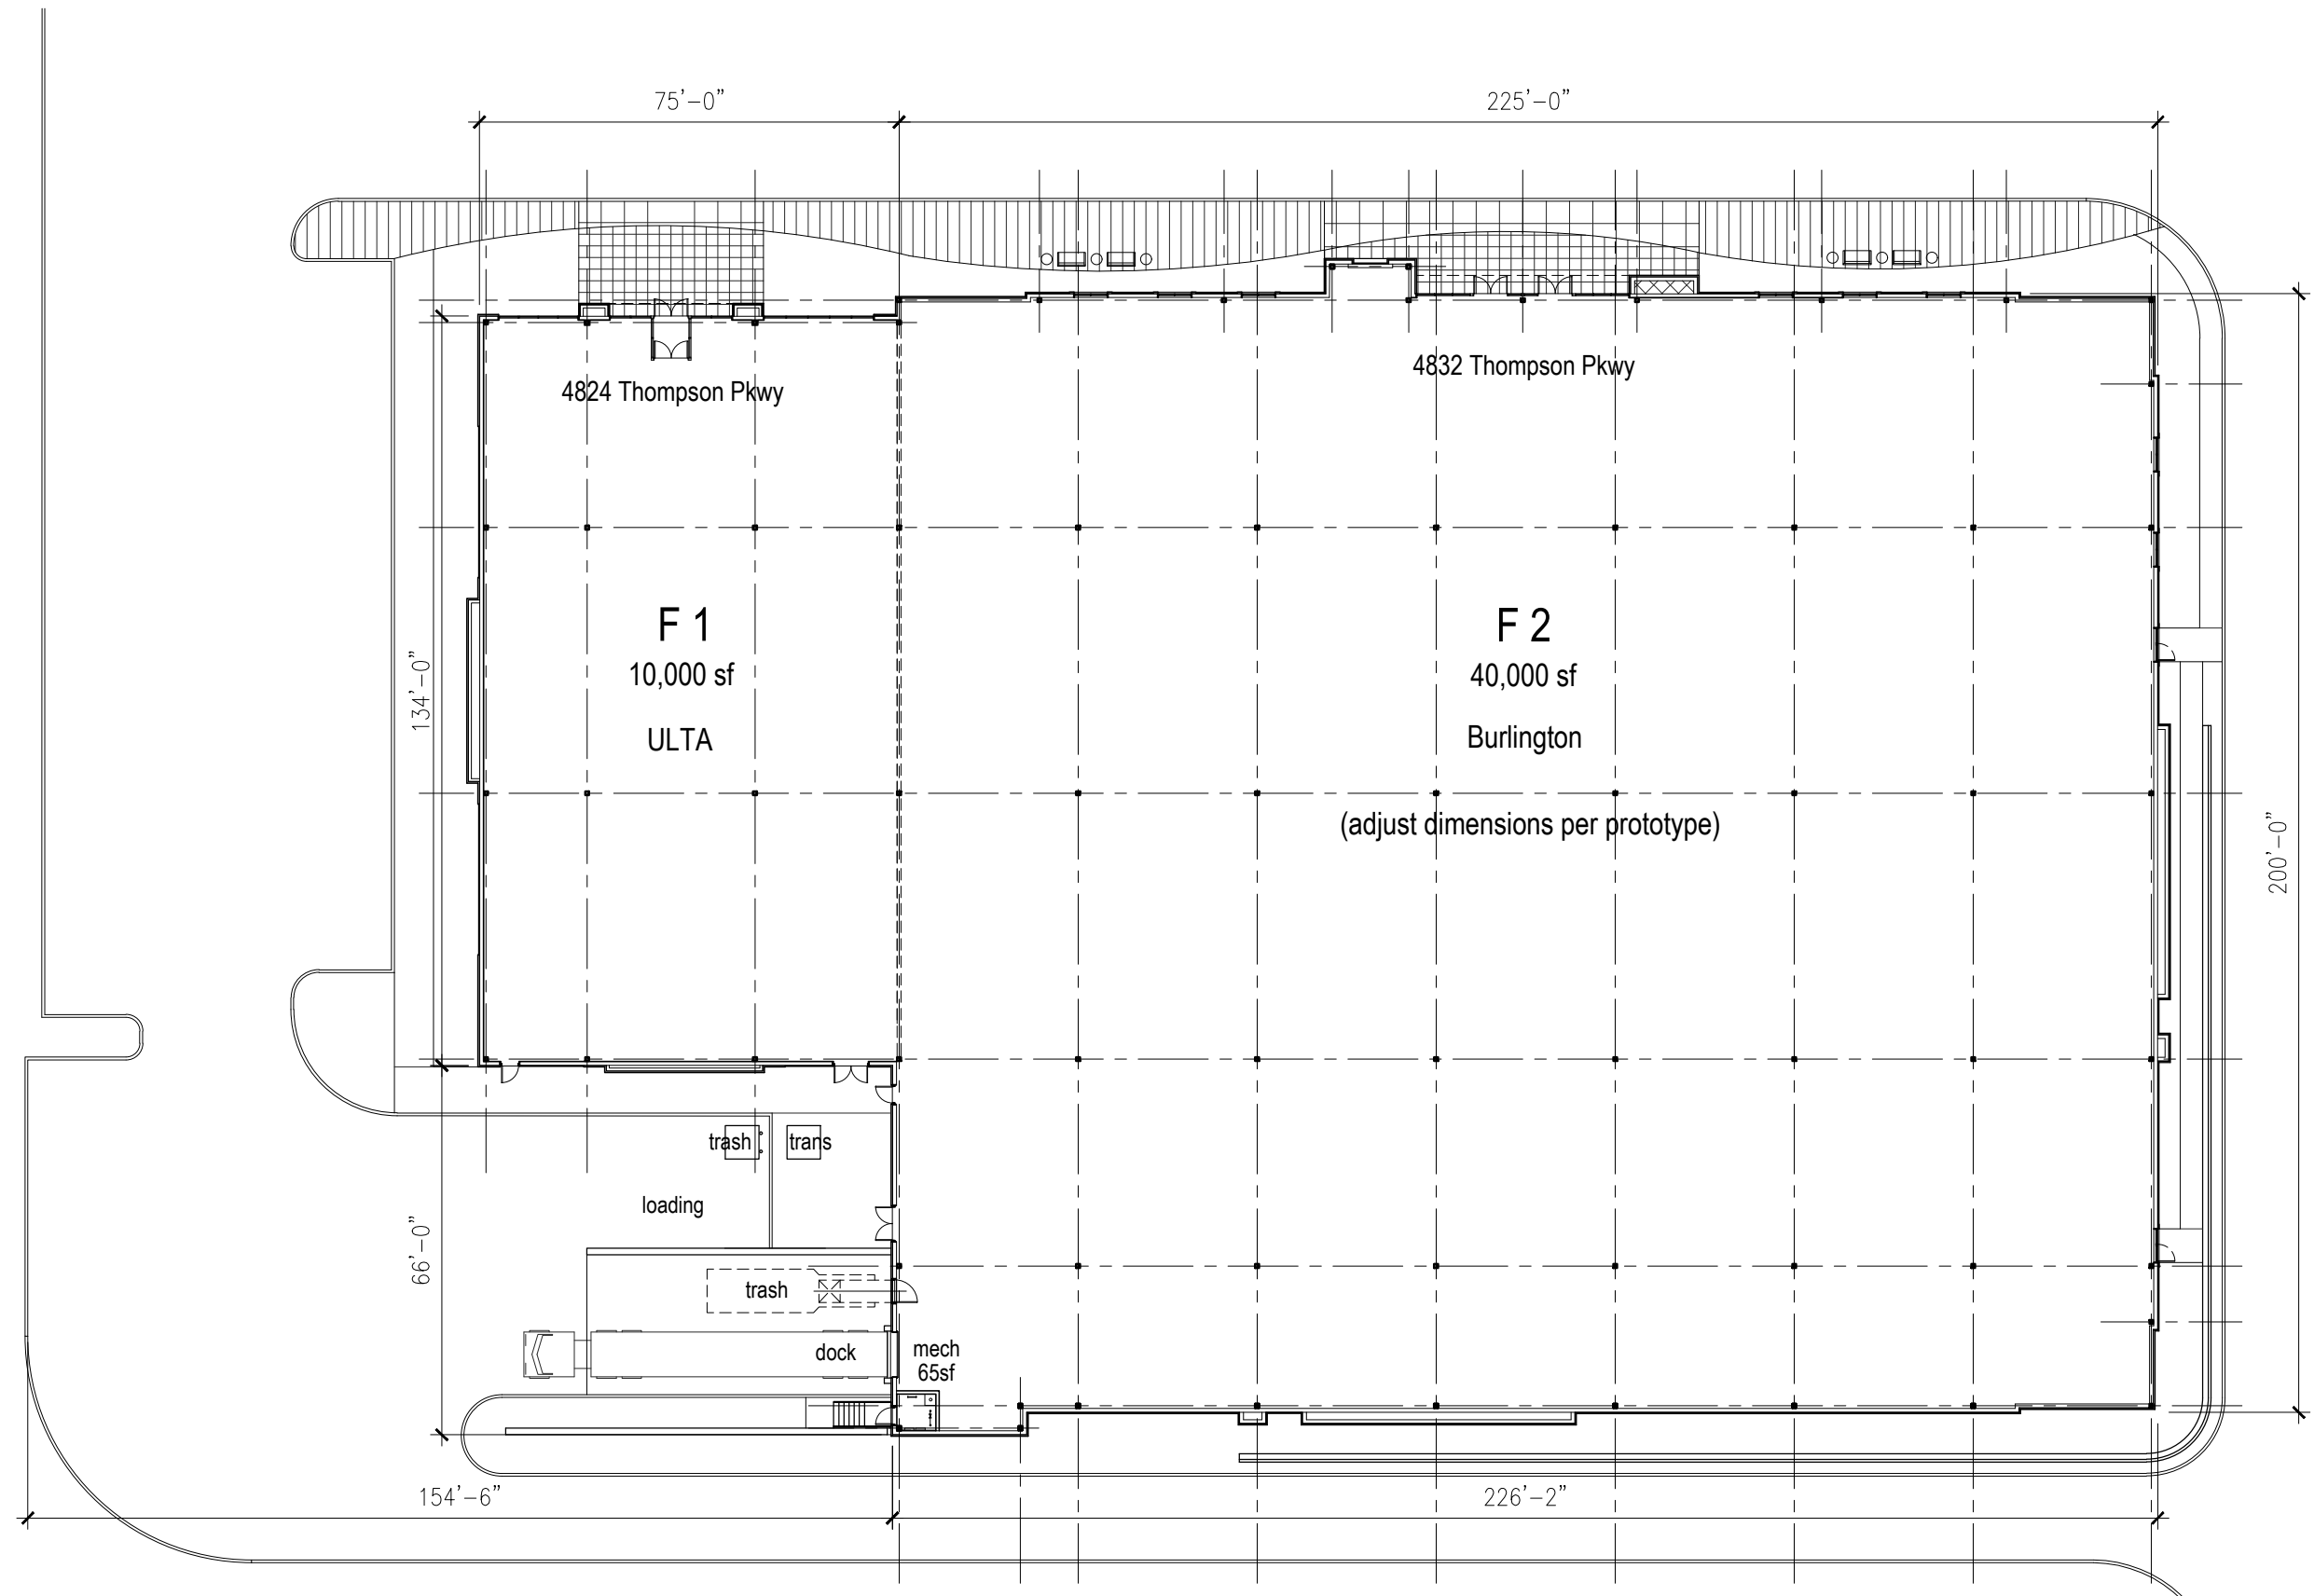 75'-0"
225'-0"
4824 Thompson Pkwy
4832 Thompson Pkwy
F 1
10,000 sf
ULTA
F 2
40,000 sf
Burlington
(adjust dimensions per prototype)
134'-0"
200'-0"
trash
trans
loading
66'-0"
trash
dock
mech
65sf
154'-6"
226'-2"